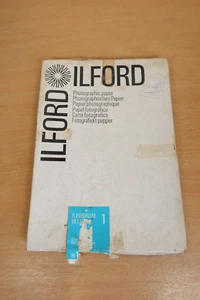 ILFORD
ILFORD
Photographic paper
Photographisches Papier
Papier photographique
Papel fotográfico
Carta fotografica
Fotografiskt papper
1